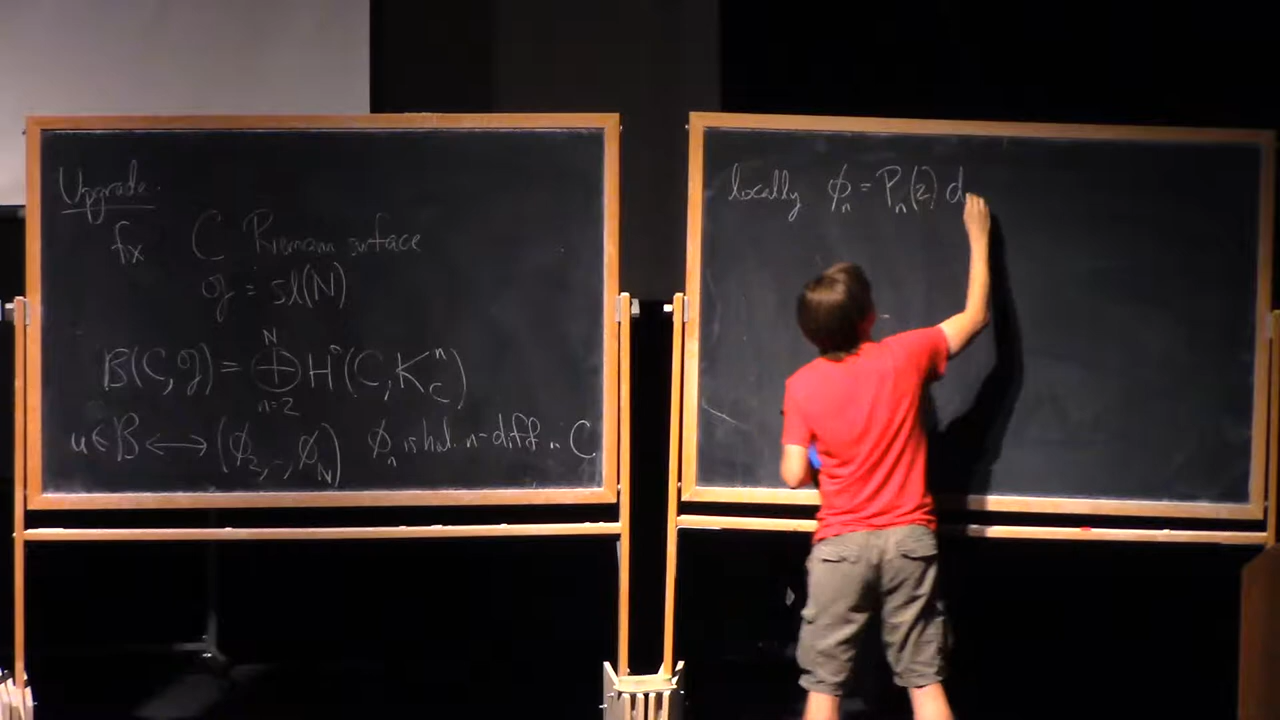 Upgrade.
fix C Riemann surface
g = sl(N)
B(C,g) = ⊕_{n=2}^{N} H^0(C,K_C^n)
u ∈ B ⟷ (ϕ_2,…,ϕ_N) ϕ_n is hol. n-diff. on C
locally ϕ_n = P_n(z) d